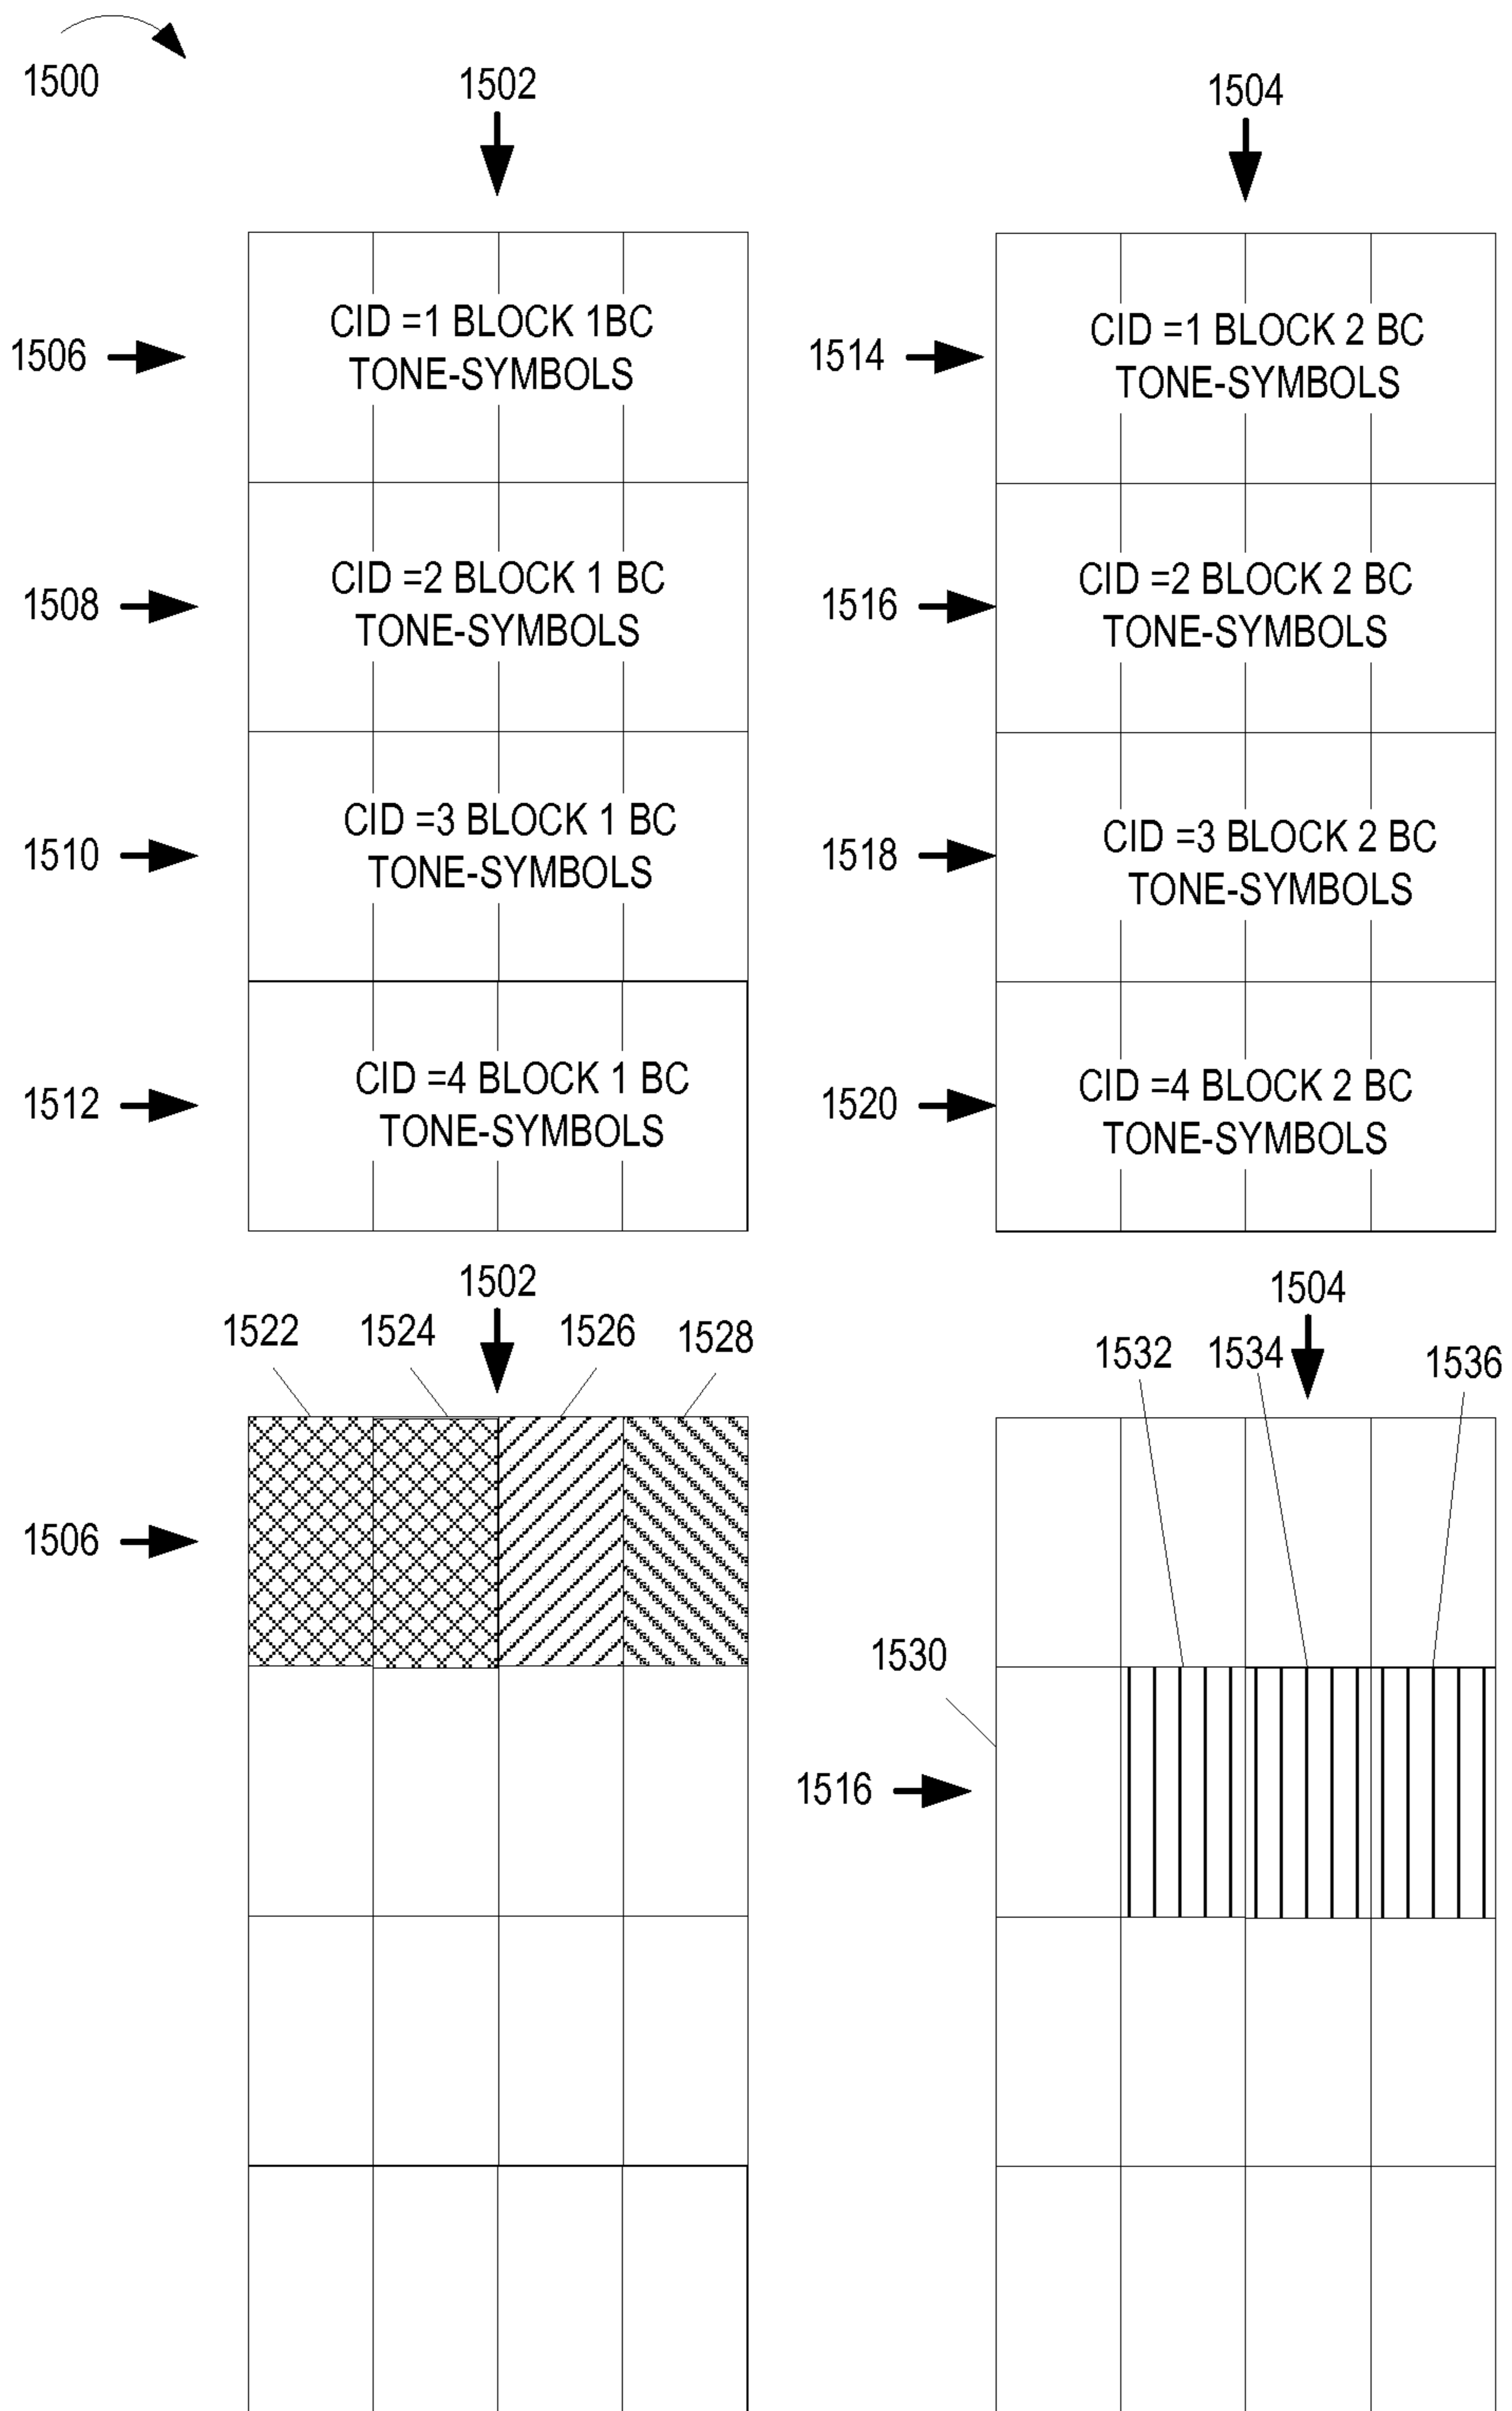 1500
1502
1504
1506
CID =1 BLOCK 1BC
TONE-SYMBOLS
1514
CID =1 BLOCK 2 BC
TONE-SYMBOLS
1508
CID =2 BLOCK 1 BC
TONE-SYMBOLS
1516
CID =2 BLOCK 2 BC
TONE-SYMBOLS
1510
CID =3 BLOCK 1 BC
TONE-SYMBOLS
1518
CID =3 BLOCK 2 BC
TONE-SYMBOLS
1512
CID =4 BLOCK 1 BC
TONE-SYMBOLS
1520
CID =4 BLOCK 2 BC
TONE-SYMBOLS
1502
1522
1524
1526
1528
1506
1504
1532
1534
1536
1530
1516